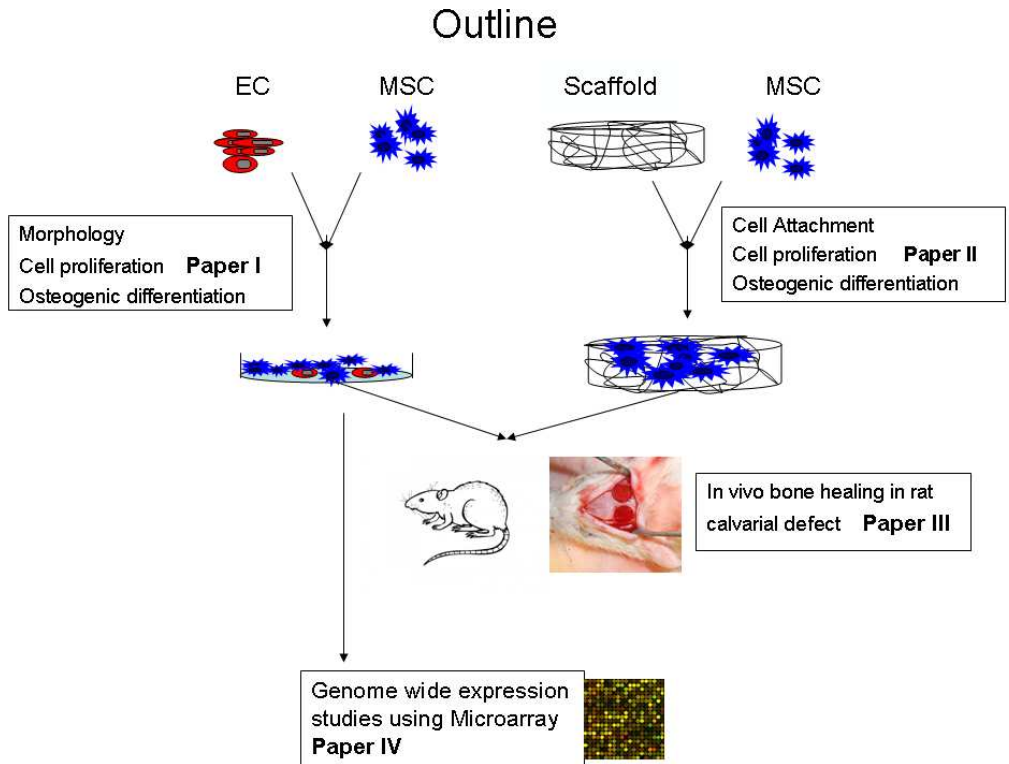 Outline
EC
MSC
Scaffold
MSC
Morphology
Cell proliferation Paper I
Osteogenic differentiation
Cell Attachment
Cell proliferation Paper II
Osteogenic differentiation
In vivo bone healing in rat
calvarial defect Paper III
Genome wide expression
studies using Microarray
Paper IV